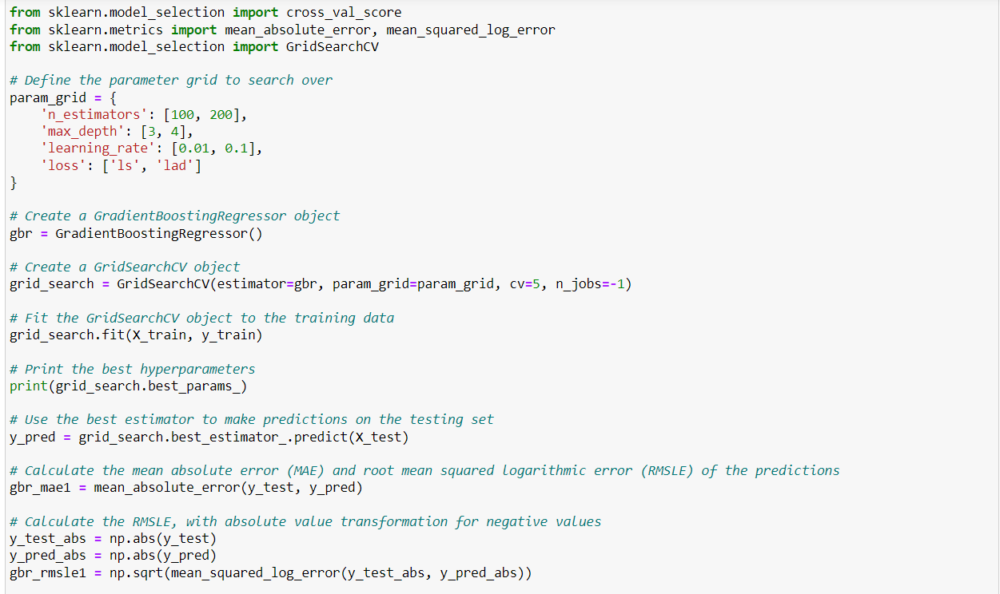 from sklearn.model_selection import cross_val_score
from sklearn.metrics import mean_absolute_error, mean_squared_log_error
from sklearn.model_selection import GridSearchCV

# Define the parameter grid to search over
param_grid = {
    'n_estimators': [100, 200],
    'max_depth': [3, 4],
    'learning_rate': [0.01, 0.1],
    'loss': ['ls', 'lad']
}

# Create a GradientBoostingRegressor object
gbr = GradientBoostingRegressor()

# Create a GridSearchCV object
grid_search = GridSearchCV(estimator=gbr, param_grid=param_grid, cv=5, n_jobs=-1)

# Fit the GridSearchCV object to the training data
grid_search.fit(X_train, y_train)

# Print the best hyperparameters
print(grid_search.best_params_)

# Use the best estimator to make predictions on the testing set
y_pred = grid_search.best_estimator_.predict(X_test)

# Calculate the mean absolute error (MAE) and root mean squared logarithmic error (RMSLE) of the predictions
gbr_mae1 = mean_absolute_error(y_test, y_pred)

# Calculate the RMSLE, with absolute value transformation for negative values
y_test_abs = np.abs(y_test)
y_pred_abs = np.abs(y_pred)
gbr_rmsle1 = np.sqrt(mean_squared_log_error(y_test_abs, y_pred_abs))